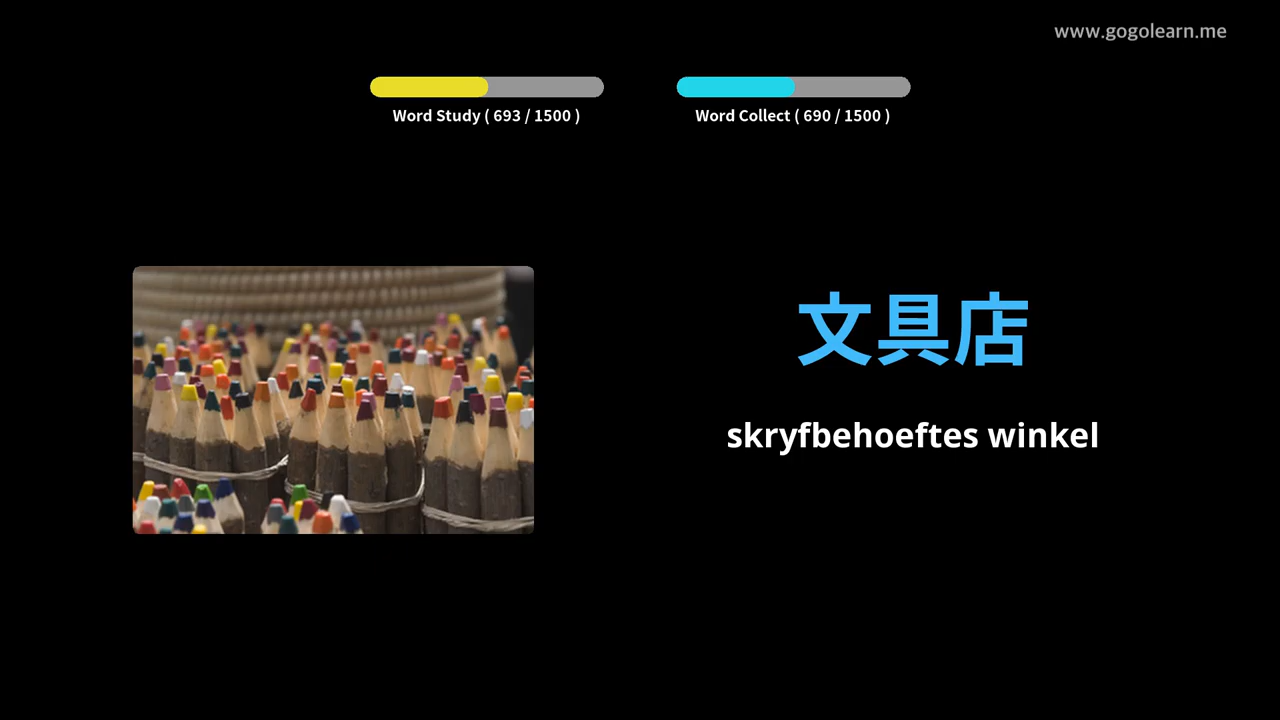 www.gogolearn.me
Word Study ( 693 / 1500 )
Word Collect ( 690 / 1500 )
文具店
skryfbehoeftes winkel